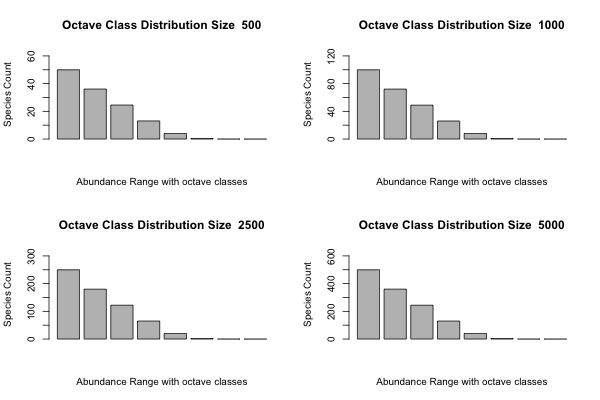 Octave Class Distribution Size 500
Species Count
60
40
20
0
Abundance Range with octave classes
Octave Class Distribution Size 1000
Species Count
120
80
40
0
Abundance Range with octave classes
Octave Class Distribution Size 2500
Species Count
300
200
100
0
Abundance Range with octave classes
Octave Class Distribution Size 5000
Species Count
600
400
200
0
Abundance Range with octave classes